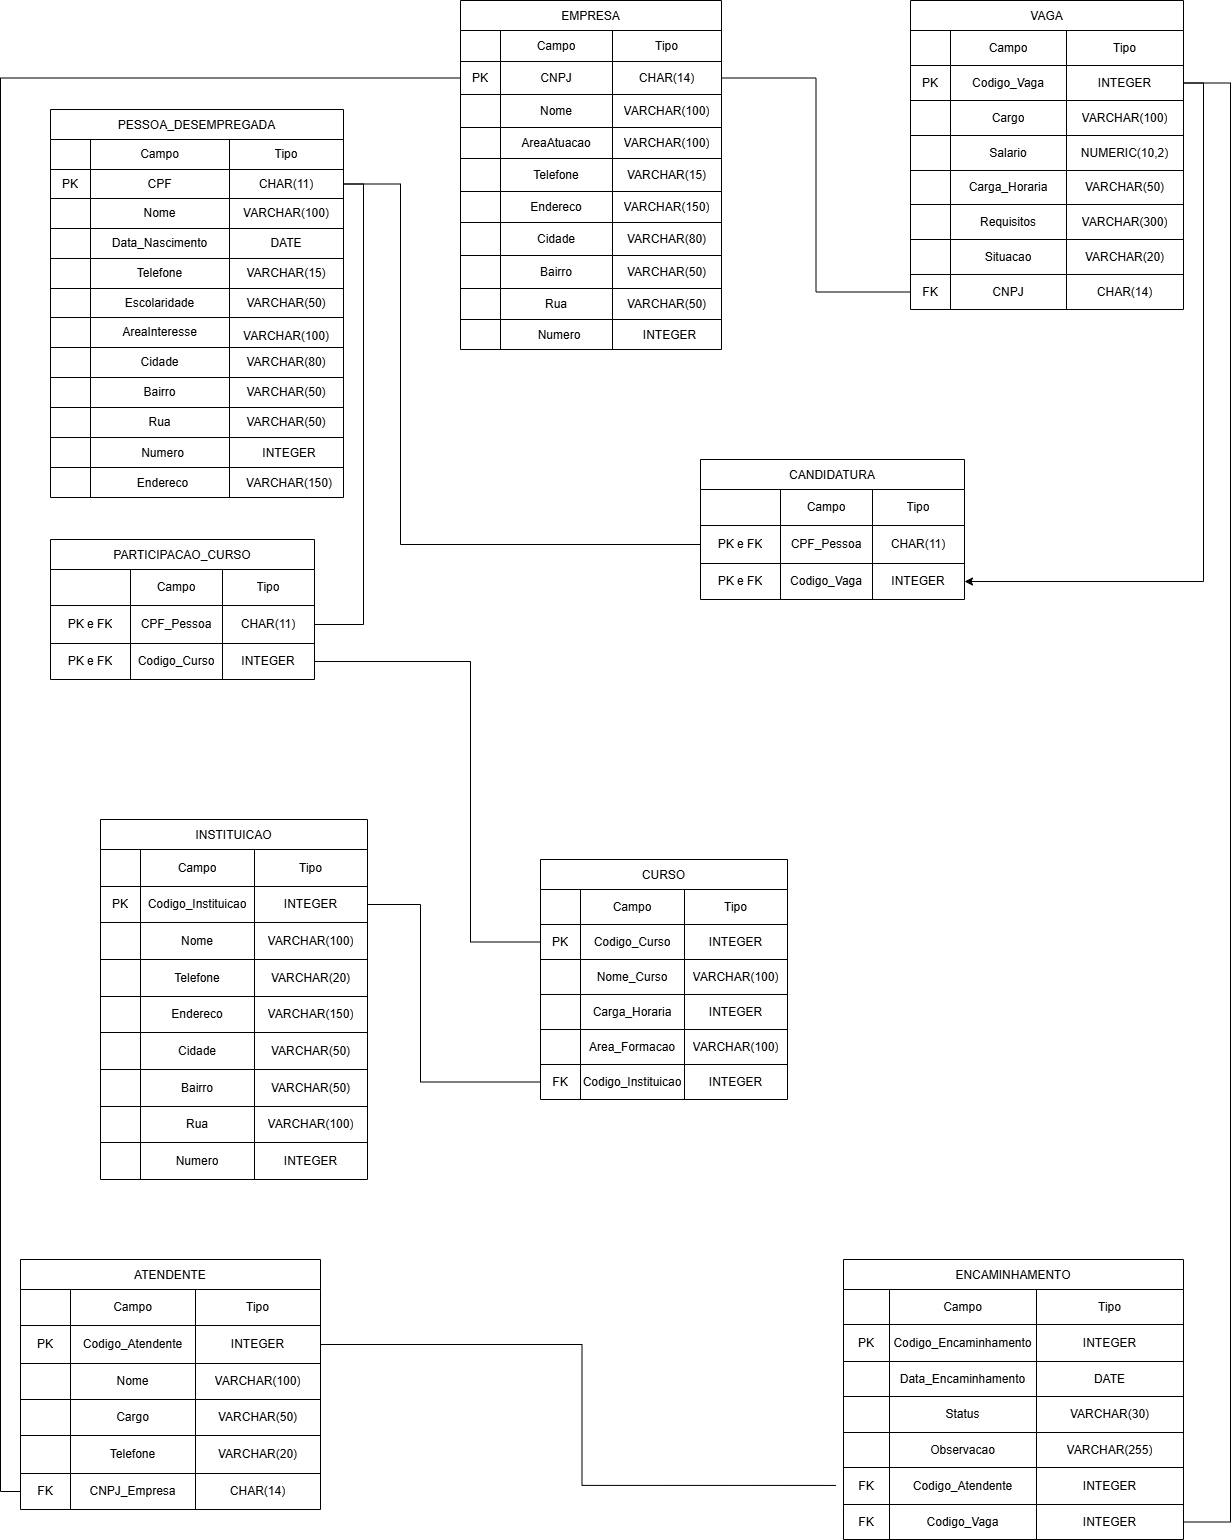 EMPRESA
Campo Tipo
PK CNPJ CHAR(14)
Nome VARCHAR(100)
AreaAtuacao VARCHAR(100)
Telefone VARCHAR(15)
Endereco VARCHAR(150)
Cidade VARCHAR(80)
Bairro VARCHAR(50)
Rua VARCHAR(50)
Numero INTEGER
VAGA
Campo Tipo
PK Codigo_Vaga INTEGER
Cargo VARCHAR(100)
Salario NUMERIC(10,2)
Carga_Horaria VARCHAR(50)
Requisitos VARCHAR(300)
Situacao VARCHAR(20)
FK CNPJ CHAR(14)
PESSOA_DESEMPREGADA
Campo Tipo
PK CPF CHAR(11)
Nome VARCHAR(100)
Data_Nascimento DATE
Telefone VARCHAR(15)
Escolaridade VARCHAR(50)
AreaInteresse VARCHAR(100)
Cidade VARCHAR(80)
Bairro VARCHAR(50)
Rua VARCHAR(50)
Numero INTEGER
Endereco VARCHAR(150)
CANDIDATURA
Campo Tipo
PK e FK CPF_Pessoa CHAR(11)
PK e FK Codigo_Vaga INTEGER
PARTICIPACAO_CURSO
Campo Tipo
PK e FK CPF_Pessoa CHAR(11)
PK e FK Codigo_Curso INTEGER
INSTITUICAO
Campo Tipo
PK Codigo_Instituicao INTEGER
Nome VARCHAR(100)
Telefone VARCHAR(20)
Endereco VARCHAR(150)
Cidade VARCHAR(50)
Bairro VARCHAR(50)
Rua VARCHAR(100)
Numero INTEGER
CURSO
Campo Tipo
PK Codigo_Curso INTEGER
Nome_Curso VARCHAR(100)
Carga_Horaria INTEGER
Area_Formacao VARCHAR(100)
FK Codigo_Instituicao INTEGER
ATENDENTE
Campo Tipo
PK Codigo_Atendente INTEGER
Nome VARCHAR(100)
Cargo VARCHAR(50)
Telefone VARCHAR(20)
FK CNPJ_Empresa CHAR(14)
ENCAMINHAMENTO
Campo Tipo
PK Codigo_Encaminhamento INTEGER
Data_Encaminhamento DATE
Status VARCHAR(30)
Observacao VARCHAR(255)
FK Codigo_Atendente INTEGER
FK Codigo_Vaga INTEGER